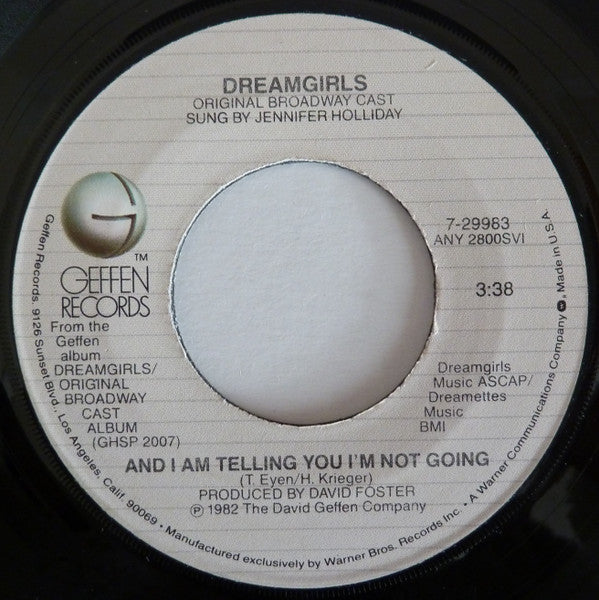 DREAMGIRLS
ORIGINAL BROADWAY CAST
SUNG BY JENNIFER HOLLIDAY
7-29983
ANY 2800SVI
3:38
G
TM
GEFFEN
RECORDS
From the
Geffen
album
DREAMGIRLS/
ORIGINAL
BROADWAY
CAST
ALBUM
(GHSP 2007)
Dreamgirls
Music ASCAP/
Dreamettes
Music
BMI
AND I AM TELLING YOU I'M NOT GOING
(T. Eyen/H. Krieger)
PRODUCED BY DAVID FOSTER
℗ 1982 The David Geffen Company
Geffen Records, 9126 Sunset Blvd., Los Angeles, Calif. 90069 • Manufactured exclusively by Warner Bros. Records Inc. • A Warner Communications Company • Made in U.S.A.